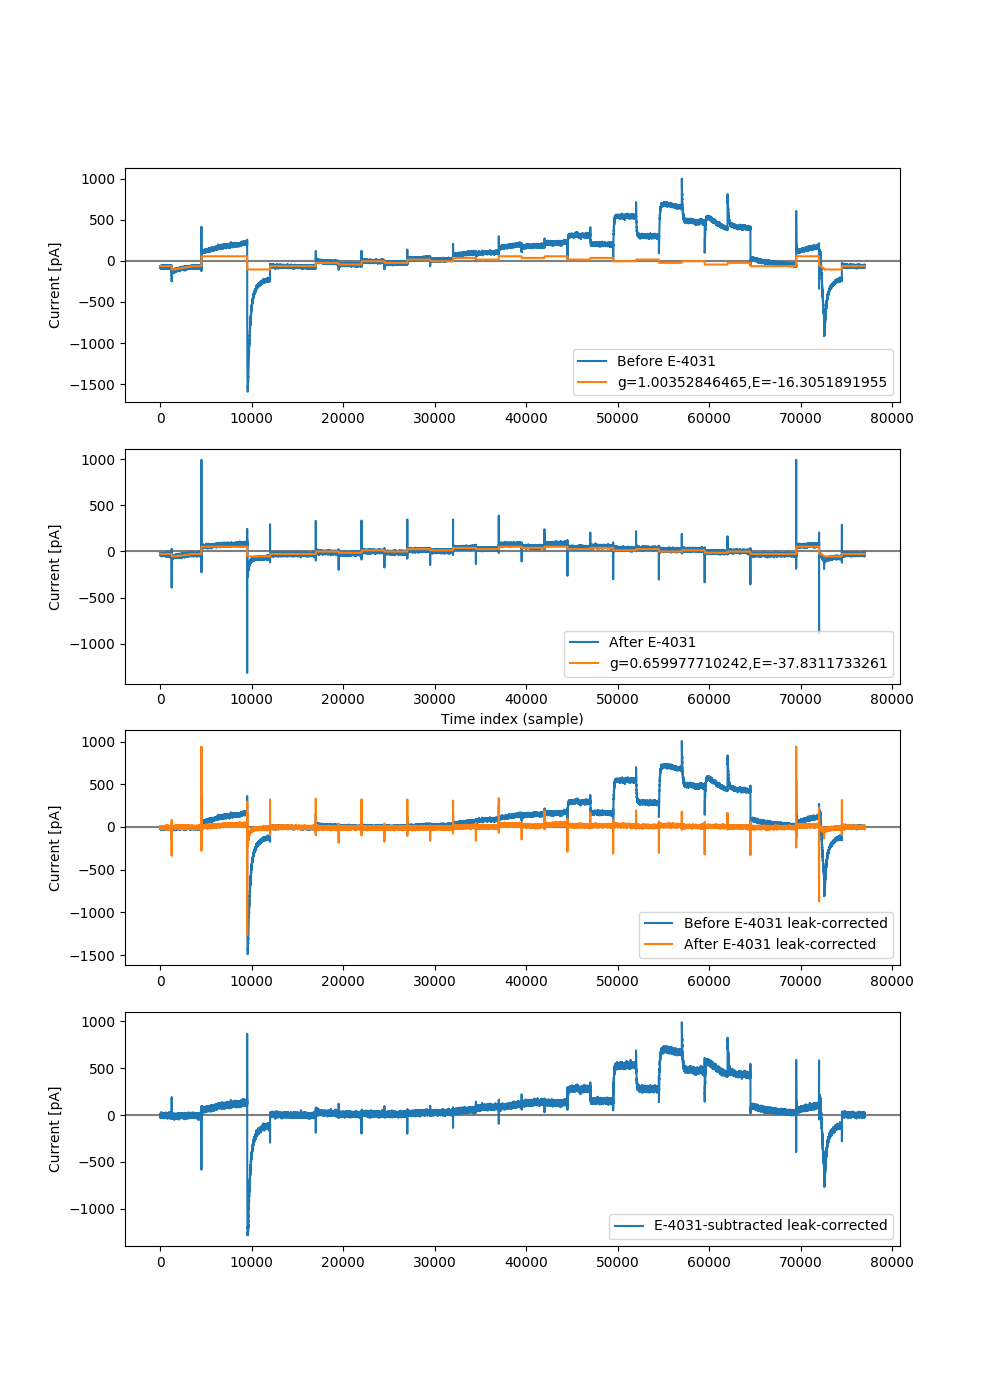 1000
500
0
−500
−1000
−1500
Current [pA]
Before E-4031
g=1.00352846465,E=-16.3051891955
0 10000 20000 30000 40000 50000 60000 70000 80000
1000
500
0
−500
−1000
Current [pA]
After E-4031
g=0.659977710242,E=-37.8311733261
0 10000 20000 30000 40000 50000 60000 70000 80000
Time index (sample)
1000
500
0
−500
−1000
−1500
Current [pA]
Before E-4031 leak-corrected
After E-4031 leak-corrected
0 10000 20000 30000 40000 50000 60000 70000 80000
1000
500
0
−500
−1000
Current [pA]
E-4031-subtracted leak-corrected
0 10000 20000 30000 40000 50000 60000 70000 80000